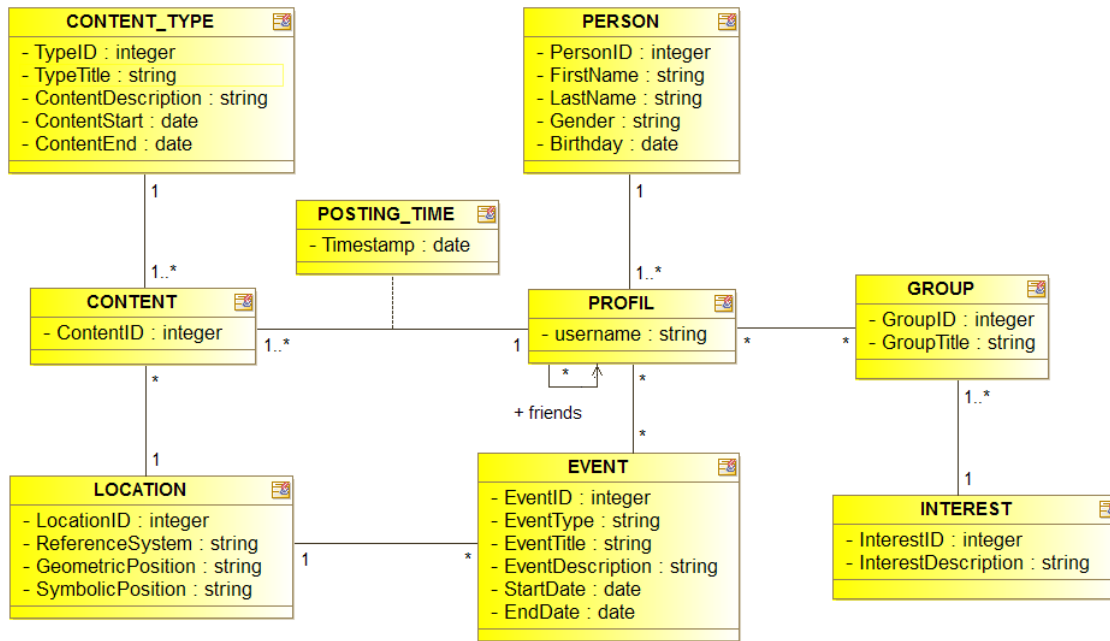 CONTENT_TYPE
- TypeID : integer
- TypeTitle : string
- ContentDescription : string
- ContentStart : date
- ContentEnd : date
PERSON
- PersonID : integer
- FirstName : string
- LastName : string
- Gender : string
- Birthday : date
1
1..*
1
1..*
POSTING_TIME
- Timestamp : date
CONTENT
- ContentID : integer
1..*
1
PROFIL
- username : string
*
*
GROUP
- GroupID : integer
- GroupTitle : string
*
+ friends
*
*
*
1
1..*
1
LOCATION
- LocationID : integer
- ReferenceSystem : string
- GeometricPosition : string
- SymbolicPosition : string
1
*
EVENT
- EventID : integer
- EventType : string
- EventTitle : string
- EventDescription : string
- StartDate : date
- EndDate : date
INTEREST
- InterestID : integer
- InterestDescription : string